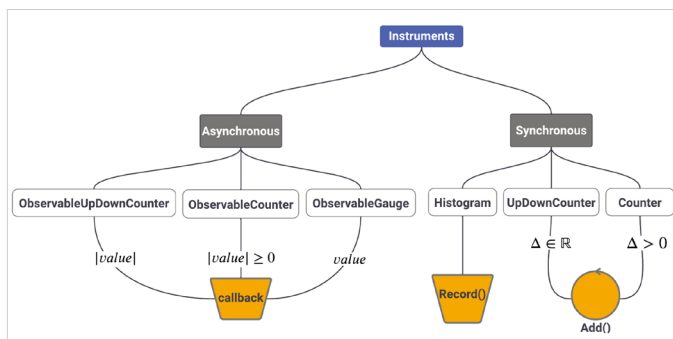 Instruments
Asynchronous
Synchronous
ObservableUpDownCounter
ObservableCounter
ObservableGauge
Histogram
UpDownCounter
Counter
|value|
|value| ≥ 0
value
Δ ∈ ℝ
Δ > 0
callback
Record()
Add()